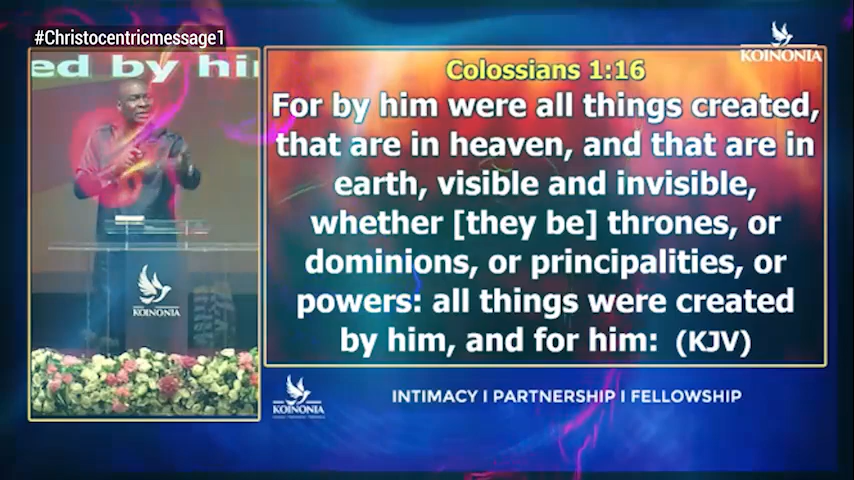 #Christocentricmessage1
ed by hi
KOINONIA
KOINONIA
Colossians 1:16
For by him were all things created,
that are in heaven, and that are in
earth, visible and invisible,
whether [they be] thrones, or
dominions, or principalities, or
powers: all things were created
by him, and for him: (KJV)
KOINONIA
INTIMACY I PARTNERSHIP I FELLOWSHIP